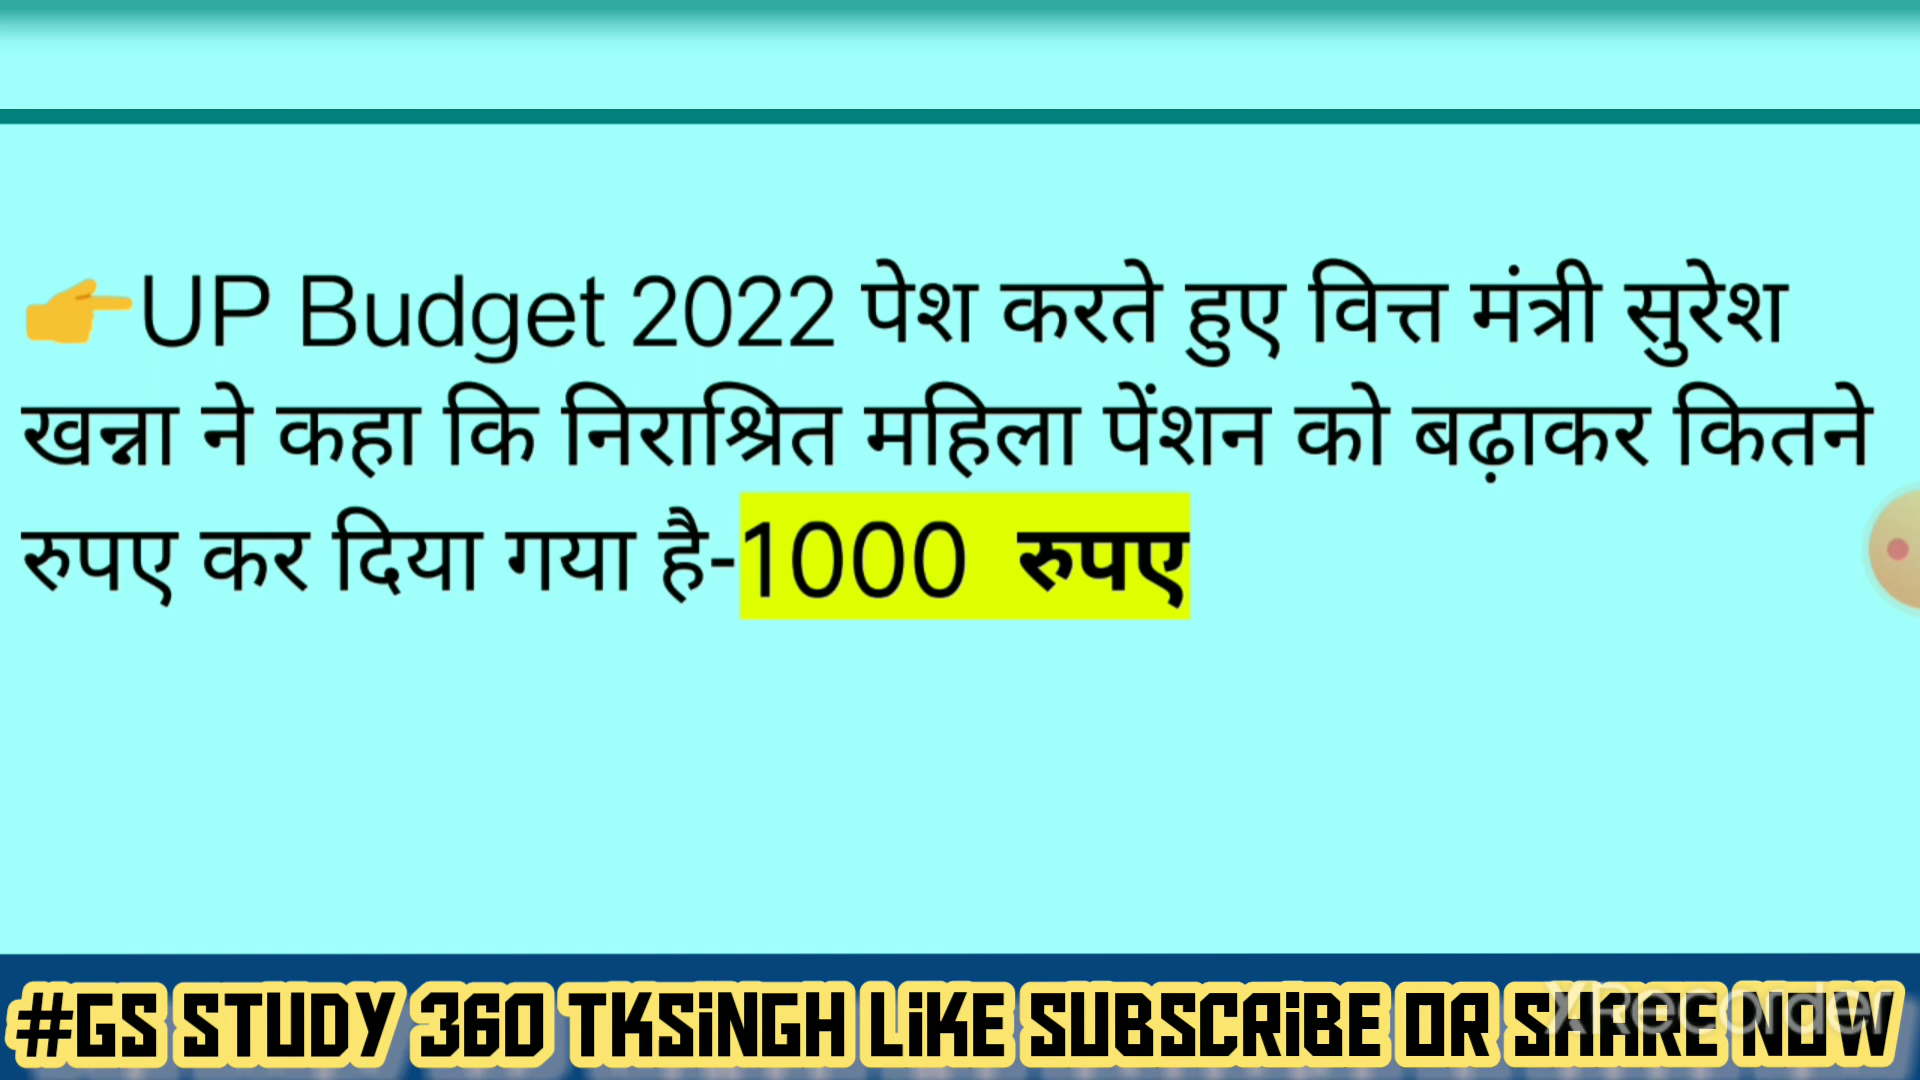 👉UP Budget 2022 पेश करते हुए वित्त मंत्री सुरेश
खन्ना ने कहा कि निराश्रित महिला पेंशन को बढ़ाकर कितने
रुपए कर दिया गया है-1000 रुपए
#GS STUDY 360 TKSiNGH LiKE SUBSCRiBE OR SHARE NOW
XRecorder